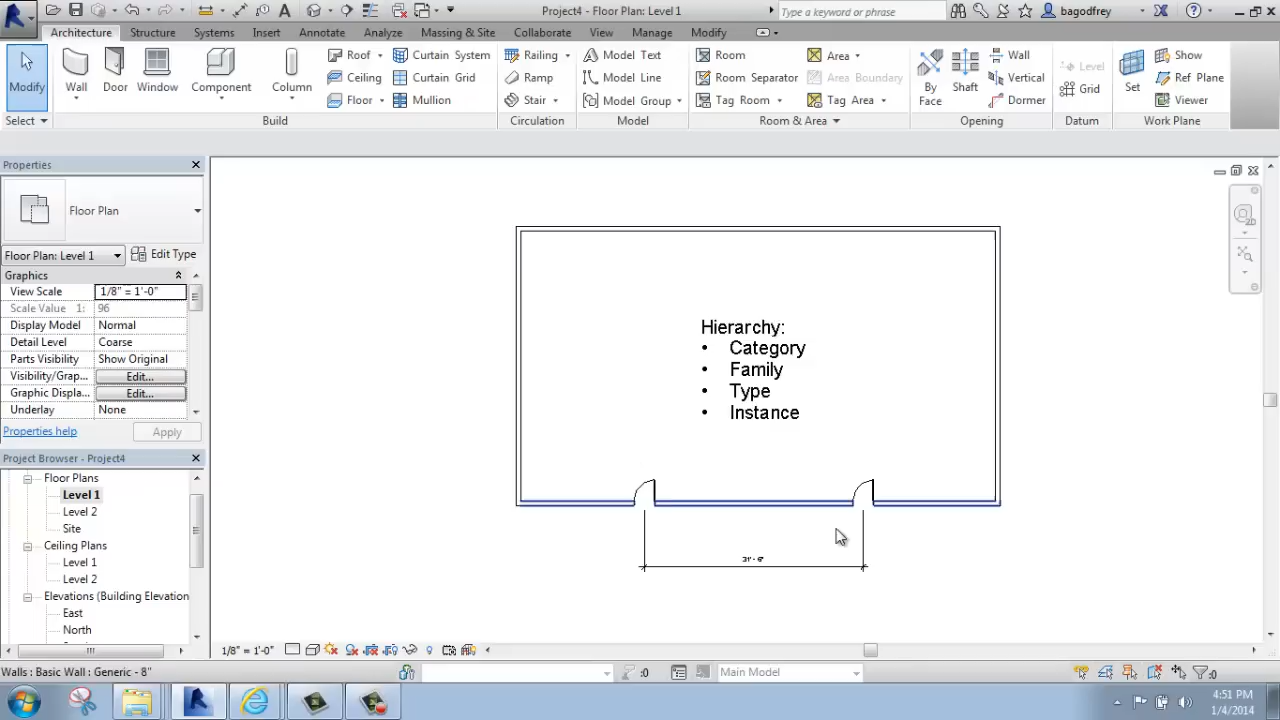 Project4 - Floor Plan: Level 1
Type a keyword or phrase
bagodfrey
Architecture Structure Systems Insert Annotate Analyze Massing & Site Collaborate View Manage Modify
Modify
Wall
Door
Window
Component
Column
Roof
Ceiling
Floor
Curtain System
Curtain Grid
Mullion
Railing
Ramp
Stair
Model Text
Model Line
Model Group
Room
Room Separator
Tag Room
Area
Area Boundary
Tag Area
By Face
Shaft
Wall
Vertical
Dormer
Level
Grid
Set
Show
Ref Plane
Viewer
Select
Build
Circulation
Model
Room & Area
Opening
Datum
Work Plane
Properties
Floor Plan
Floor Plan: Level 1
Edit Type
Graphics
View Scale 1/8" = 1'-0"
Scale Value 1: 96
Display Model Normal
Detail Level Coarse
Parts Visibility Show Original
Visibility/Grap... Edit...
Graphic Displa... Edit...
Underlay None
Properties help
Apply
Project Browser - Project4
Floor Plans
Level 1
Level 2
Site
Ceiling Plans
Level 1
Level 2
Elevations (Building Elevation
East
North
Hierarchy:
• Category
• Family
• Type
• Instance
31' - 6"
1/8" = 1'-0"
Walls : Basic Wall : Generic - 8"
:0
Main Model
:0
4:51 PM
1/4/2014